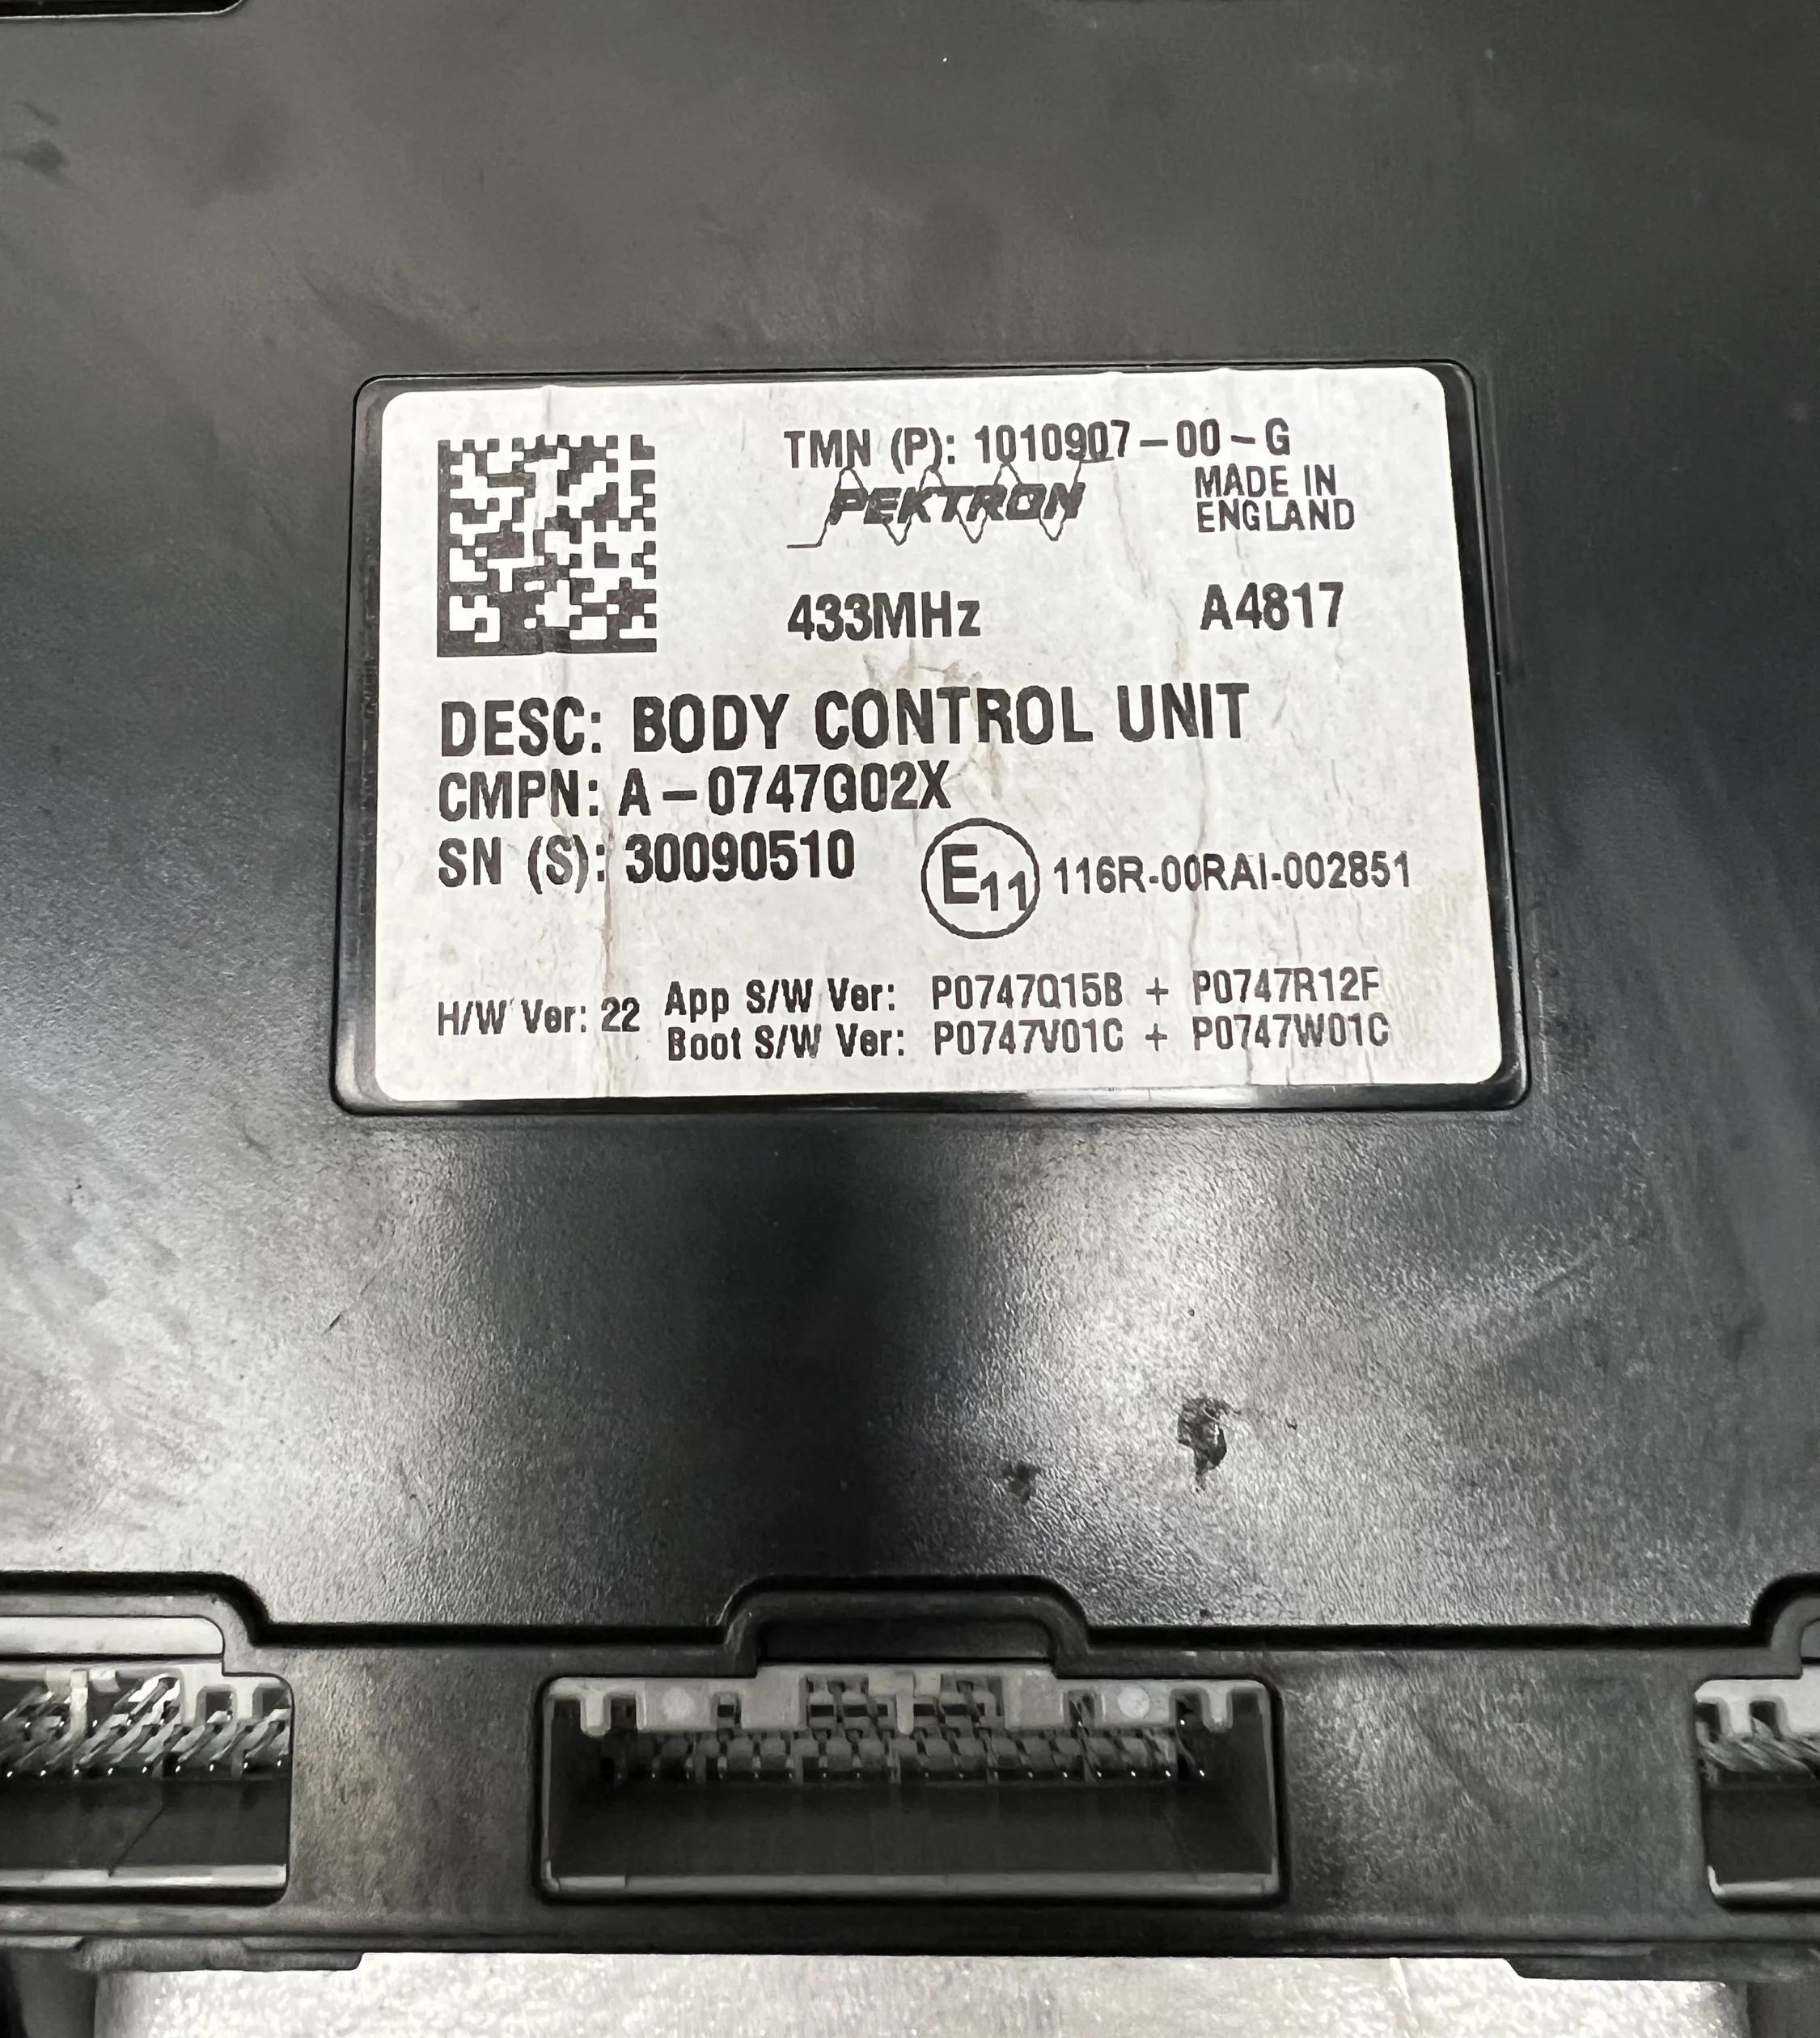 TMN (P): 1010907-00-G
PEKTRON
MADE IN
ENGLAND
433MHz
A4817
DESC: BODY CONTROL UNIT
CMPN: A-0747G02X
SN (S): 30090510
E11 116R-00RAI-002851
H/W Ver: 22
App S/W Ver: P0747Q15B + P0747R12F
Boot S/W Ver: P0747V01C + P0747W01C